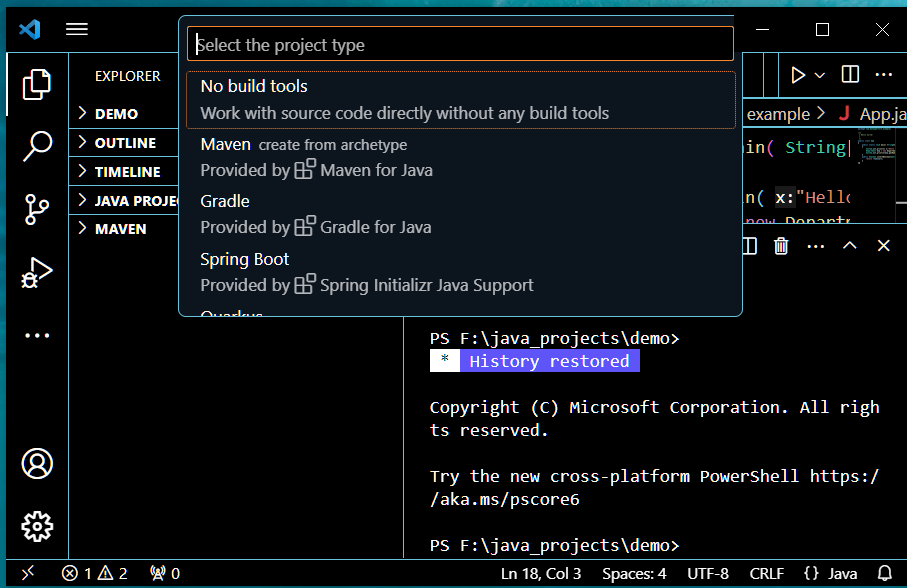 Select the project type
EXPLORER
No build tools
Work with source code directly without any build tools
DEMO
OUTLINE
TIMELINE
JAVA PROJE
MAVEN
Maven create from archetype
Provided by Maven for Java
Gradle
Provided by Gradle for Java
Spring Boot
Provided by Spring Initializr Java Support
Quarkus
example > J App.ja
in( String
n( x:"Hello
new Depart
PS F:\java_projects\demo>
* History restored
Copyright (C) Microsoft Corporation. All righ
ts reserved.
Try the new cross-platform PowerShell https:/
/aka.ms/pscore6
PS F:\java_projects\demo>
1 2 0 Ln 18, Col 3 Spaces: 4 UTF-8 CRLF {} Java